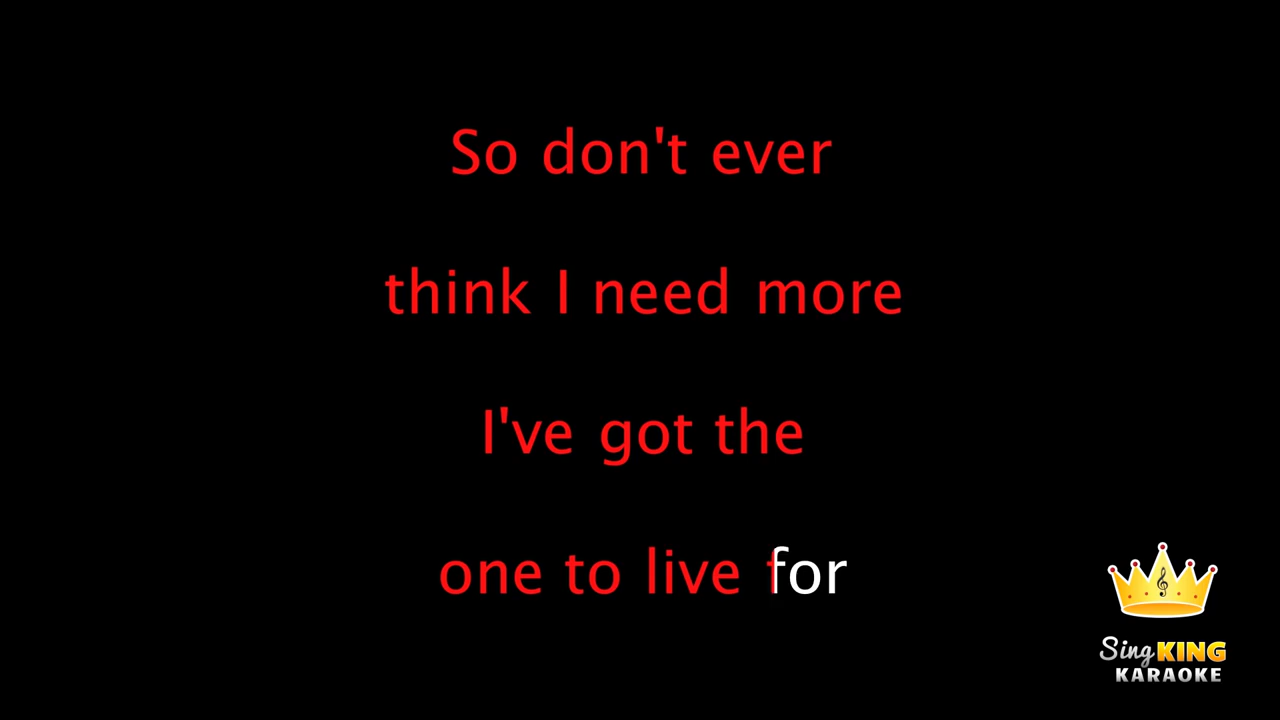 So don't ever
think I need more
I've got the
one to live for
Sing KING
KARAOKE